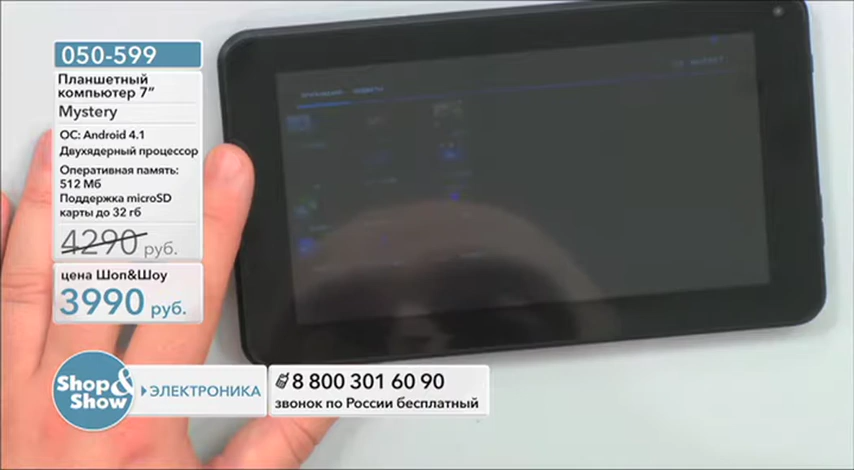 050-599
Планшетный
компьютер 7”
Mystery
ОС: Android 4.1
Двухядерный процессор
Оперативная память:
512 Мб
Поддержка microSD
карты до 32 гб
4290 руб.
цена Шоп&Шоу
3990 руб.
Shop&
Show
ЭЛЕКТРОНИКА
8 800 301 60 90
звонок по России бесплатный